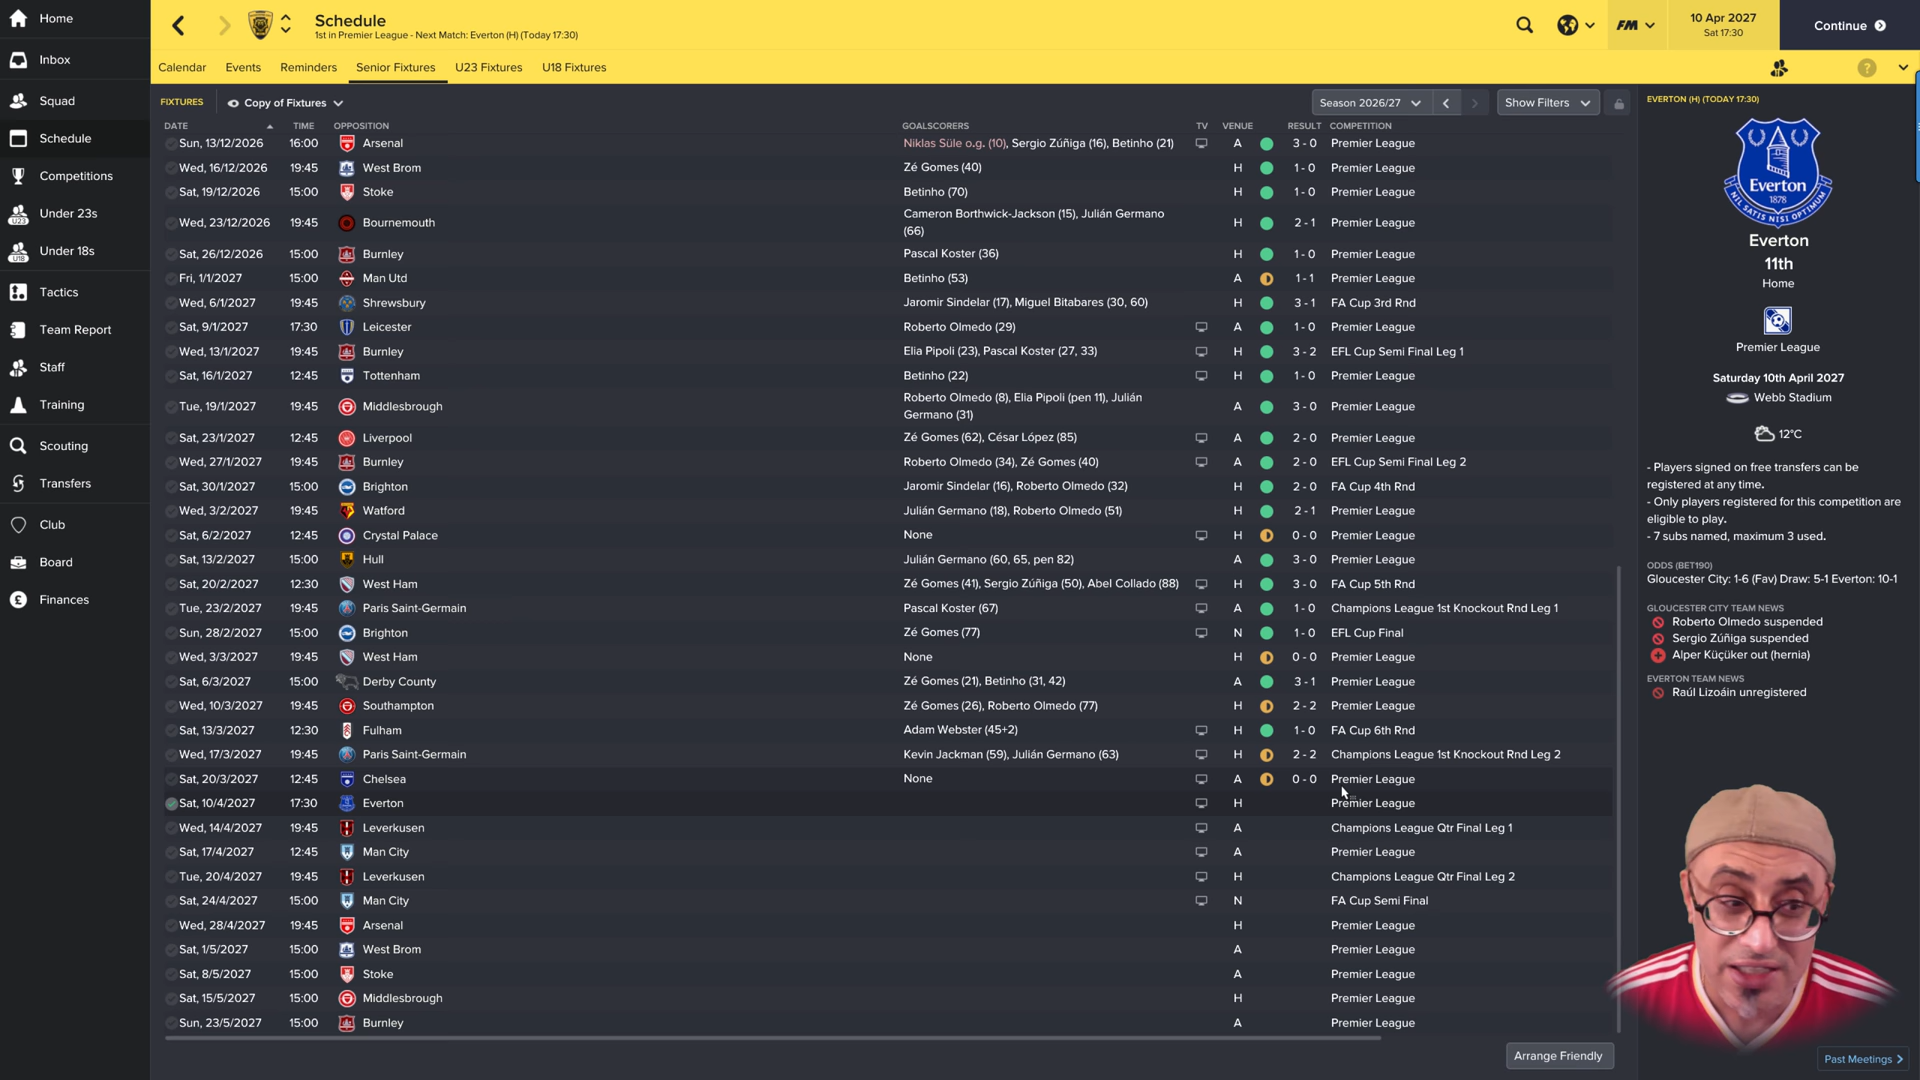 Home
Inbox
Squad
Schedule
Competitions
Under 23s
Under 18s
Tactics
Team Report
Staff
Training
Scouting
Transfers
Club
Board
Finances
Schedule
1st in Premier League - Next Match: Everton (H) (Today 17:30)
FM
10 Apr 2027
Sat 17:30
Continue
Calendar Events Reminders Senior Fixtures U23 Fixtures U18 Fixtures
FIXTURES Copy of Fixtures Season 2026/27 Show Filters
DATE TIME OPPOSITION GOALSCORERS TV VENUE RESULT COMPETITION
Sun, 13/12/2026 16:00 Arsenal Niklas Süle o.g. (10), Sergio Zúñiga (16), Betinho (21) A 3 - 0 Premier League
Wed, 16/12/2026 19:45 West Brom Zé Gomes (40) H 1 - 0 Premier League
Sat, 19/12/2026 15:00 Stoke Betinho (70) H 1 - 0 Premier League
Wed, 23/12/2026 19:45 Bournemouth Cameron Borthwick-Jackson (15), Julián Germano
(66) H 2 - 1 Premier League
Sat, 26/12/2026 15:00 Burnley Pascal Koster (36) H 1 - 0 Premier League
Fri, 1/1/2027 15:00 Man Utd Betinho (53) A 1 - 1 Premier League
Wed, 6/1/2027 19:45 Shrewsbury Jaromir Sindelar (17), Miguel Bitabares (30, 60) H 3 - 1 FA Cup 3rd Rnd
Sat, 9/1/2027 17:30 Leicester Roberto Olmedo (29) A 1 - 0 Premier League
Wed, 13/1/2027 19:45 Burnley Elia Pipoli (23), Pascal Koster (27, 33) H 3 - 2 EFL Cup Semi Final Leg 1
Sat, 16/1/2027 12:45 Tottenham Betinho (22) H 1 - 0 Premier League
Tue, 19/1/2027 19:45 Middlesbrough Roberto Olmedo (8), Elia Pipoli (pen 11), Julián
Germano (31) A 3 - 0 Premier League
Sat, 23/1/2027 12:45 Liverpool Zé Gomes (62), César López (85) A 2 - 0 Premier League
Wed, 27/1/2027 19:45 Burnley Roberto Olmedo (34), Zé Gomes (40) A 2 - 0 EFL Cup Semi Final Leg 2
Sat, 30/1/2027 15:00 Brighton Jaromir Sindelar (16), Roberto Olmedo (32) H 2 - 0 FA Cup 4th Rnd
Wed, 3/2/2027 19:45 Watford Julián Germano (18), Roberto Olmedo (51) H 2 - 1 Premier League
Sat, 6/2/2027 12:45 Crystal Palace None H 0 - 0 Premier League
Sat, 13/2/2027 15:00 Hull Julián Germano (60, 65, pen 82) A 3 - 0 Premier League
Sat, 20/2/2027 12:30 West Ham Zé Gomes (41), Sergio Zúñiga (50), Abel Collado (88) H 3 - 0 FA Cup 5th Rnd
Tue, 23/2/2027 19:45 Paris Saint-Germain Pascal Koster (67) A 1 - 0 Champions League 1st Knockout Rnd Leg 1
Sun, 28/2/2027 15:00 Brighton Zé Gomes (77) N 1 - 0 EFL Cup Final
Wed, 3/3/2027 19:45 West Ham None H 0 - 0 Premier League
Sat, 6/3/2027 15:00 Derby County Zé Gomes (21), Betinho (31, 42) A 3 - 1 Premier League
Wed, 10/3/2027 19:45 Southampton Zé Gomes (26), Roberto Olmedo (77) H 2 - 2 Premier League
Sat, 13/3/2027 12:30 Fulham Adam Webster (45+2) H 1 - 0 FA Cup 6th Rnd
Wed, 17/3/2027 19:45 Paris Saint-Germain Kevin Jackman (59), Julián Germano (63) H 2 - 2 Champions League 1st Knockout Rnd Leg 2
Sat, 20/3/2027 12:45 Chelsea None A 0 - 0 Premier League
Sat, 10/4/2027 17:30 Everton H Premier League
Wed, 14/4/2027 19:45 Leverkusen A Champions League Qtr Final Leg 1
Sat, 17/4/2027 12:45 Man City A Premier League
Tue, 20/4/2027 19:45 Leverkusen H Champions League Qtr Final Leg 2
Sat, 24/4/2027 15:00 Man City N FA Cup Semi Final
Wed, 28/4/2027 19:45 Arsenal H Premier League
Sat, 1/5/2027 15:00 West Brom A Premier League
Sat, 8/5/2027 15:00 Stoke A Premier League
Sat, 15/5/2027 15:00 Middlesbrough H Premier League
Sun, 23/5/2027 15:00 Burnley A Premier League
Arrange Friendly
EVERTON (H) (TODAY 17:30)
Everton
1878
NIL SATIS NISI OPTIMUM
Everton
11th
Home
Premier League
Saturday 10th April 2027
Webb Stadium
12°C
- Players signed on free transfers can be
registered at any time.
- Only players registered for this competition are
eligible to play.
- 7 subs named, maximum 3 used.
ODDS (BET190)
Gloucester City: 1-6 (Fav) Draw: 5-1 Everton: 10-1
GLOUCESTER CITY TEAM NEWS
Roberto Olmedo suspended
Sergio Zúñiga suspended
Alper Küçüker out (hernia)
EVERTON TEAM NEWS
Raúl Lizoáin unregistered
Past Meetings